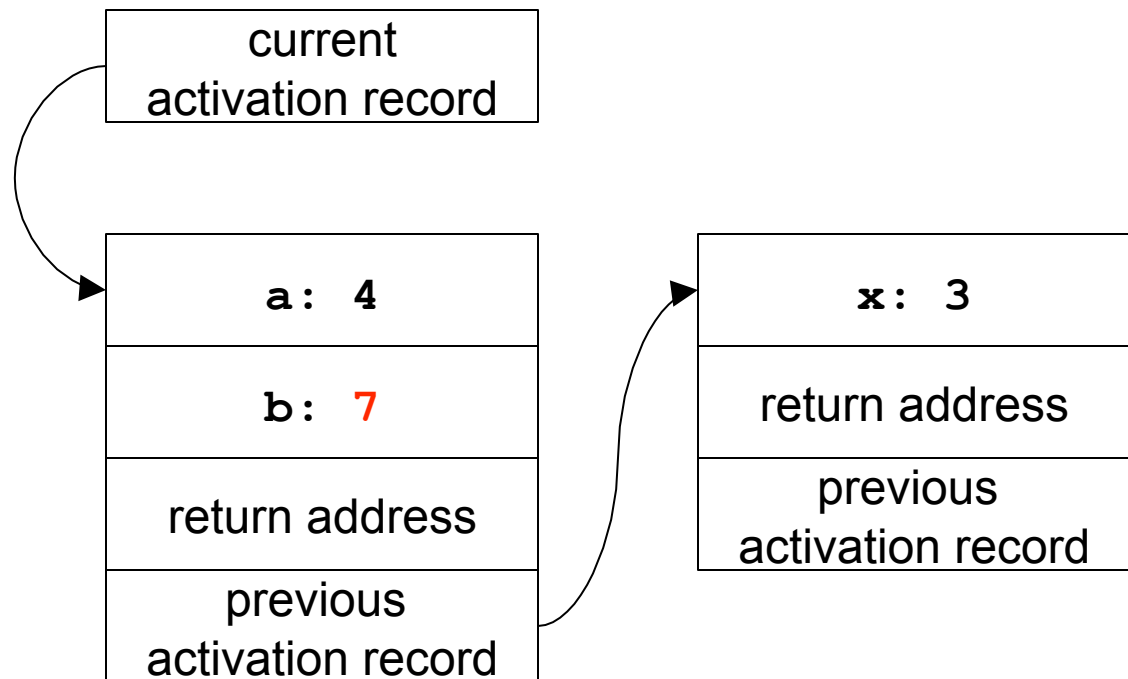 current
activation record
a: 4
b: 7
return address
previous
activation record
x: 3
return address
previous
activation record